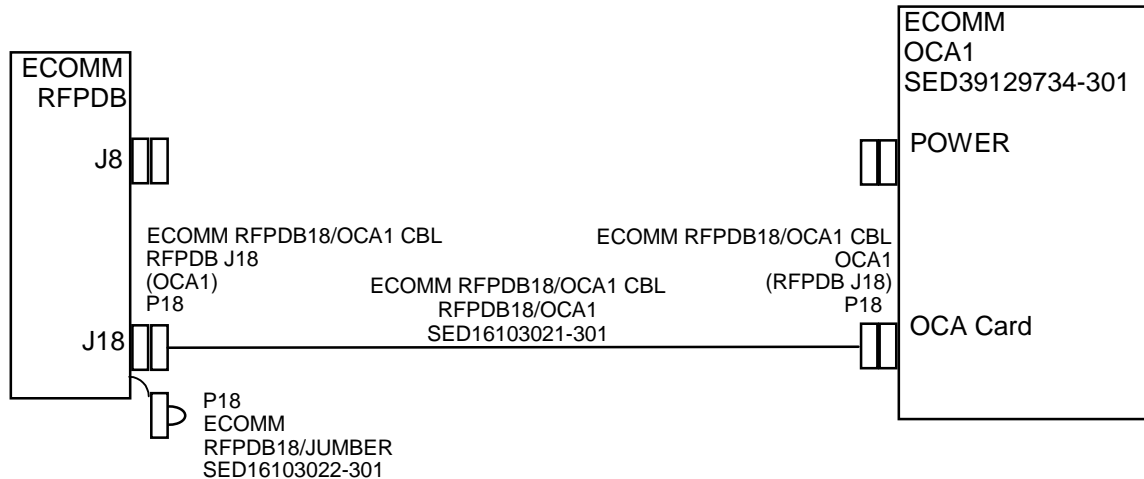 ECOMM
RFPDB
J8
J18
ECOMM RFPDB18/OCA1 CBL
RFPDB J18
(OCA1)
P18
ECOMM RFPDB18/OCA1 CBL
RFPDB18/OCA1
SED16103021-301
ECOMM RFPDB18/OCA1 CBL
OCA1
(RFPDB J18)
P18
P18
ECOMM
RFPDB18/JUMBER
SED16103022-301
ECOMM
OCA1
SED39129734-301
POWER
OCA Card